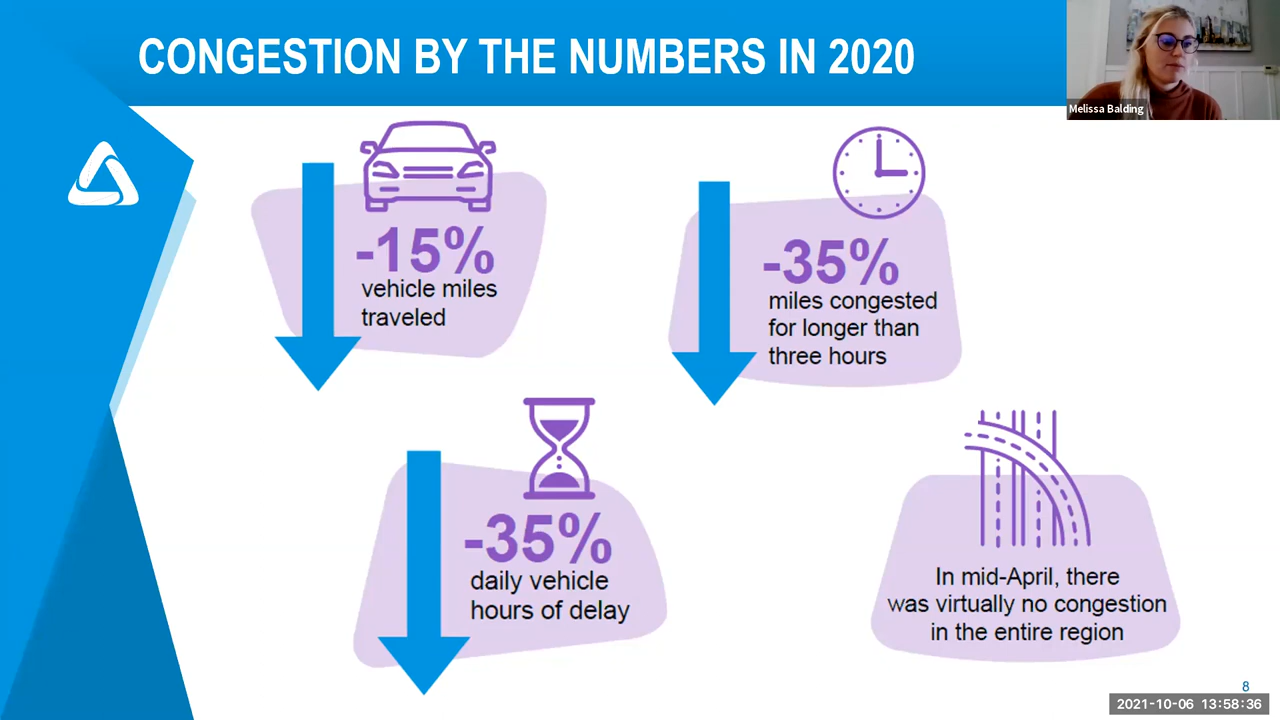 CONGESTION BY THE NUMBERS IN 2020
Melissa Balding
-15%
vehicle miles
traveled
-35%
miles congested
for longer than
three hours
-35%
daily vehicle
hours of delay
In mid-April, there
was virtually no congestion
in the entire region
8
2021-10-06 13:58:36